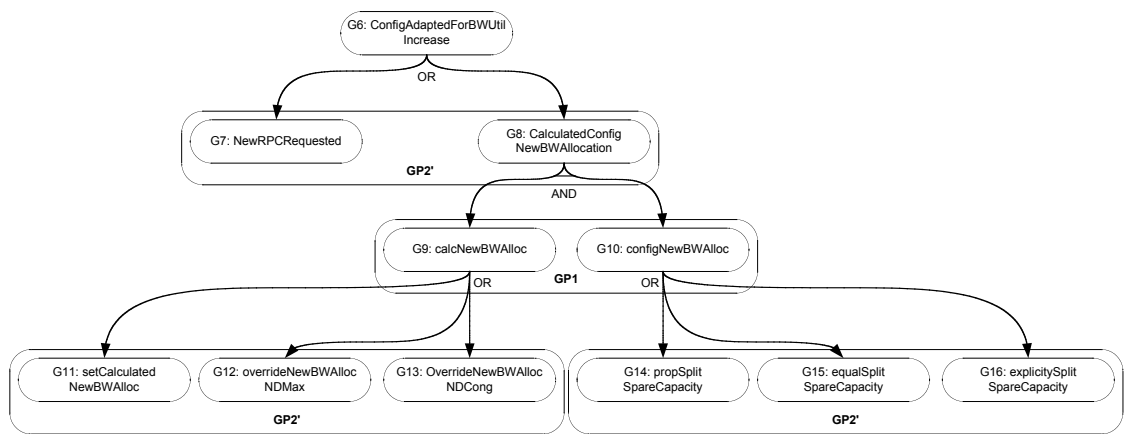 G6: ConfigAdaptedForBWUtil
Increase
OR
G7: NewRPCRequested
G8: CalculatedConfig
NewBWAllocation
GP2'
AND
G9: calcNewBWAlloc
G10: configNewBWAlloc
GP1
OR
OR
G11: setCalculated
NewBWAlloc
G12: overrideNewBWAlloc
NDMax
G13: OverrideNewBWAlloc
NDCong
G14: propSplit
SpareCapacity
G15: equalSplit
SpareCapacity
G16: explicitySplit
SpareCapacity
GP2'
GP2'